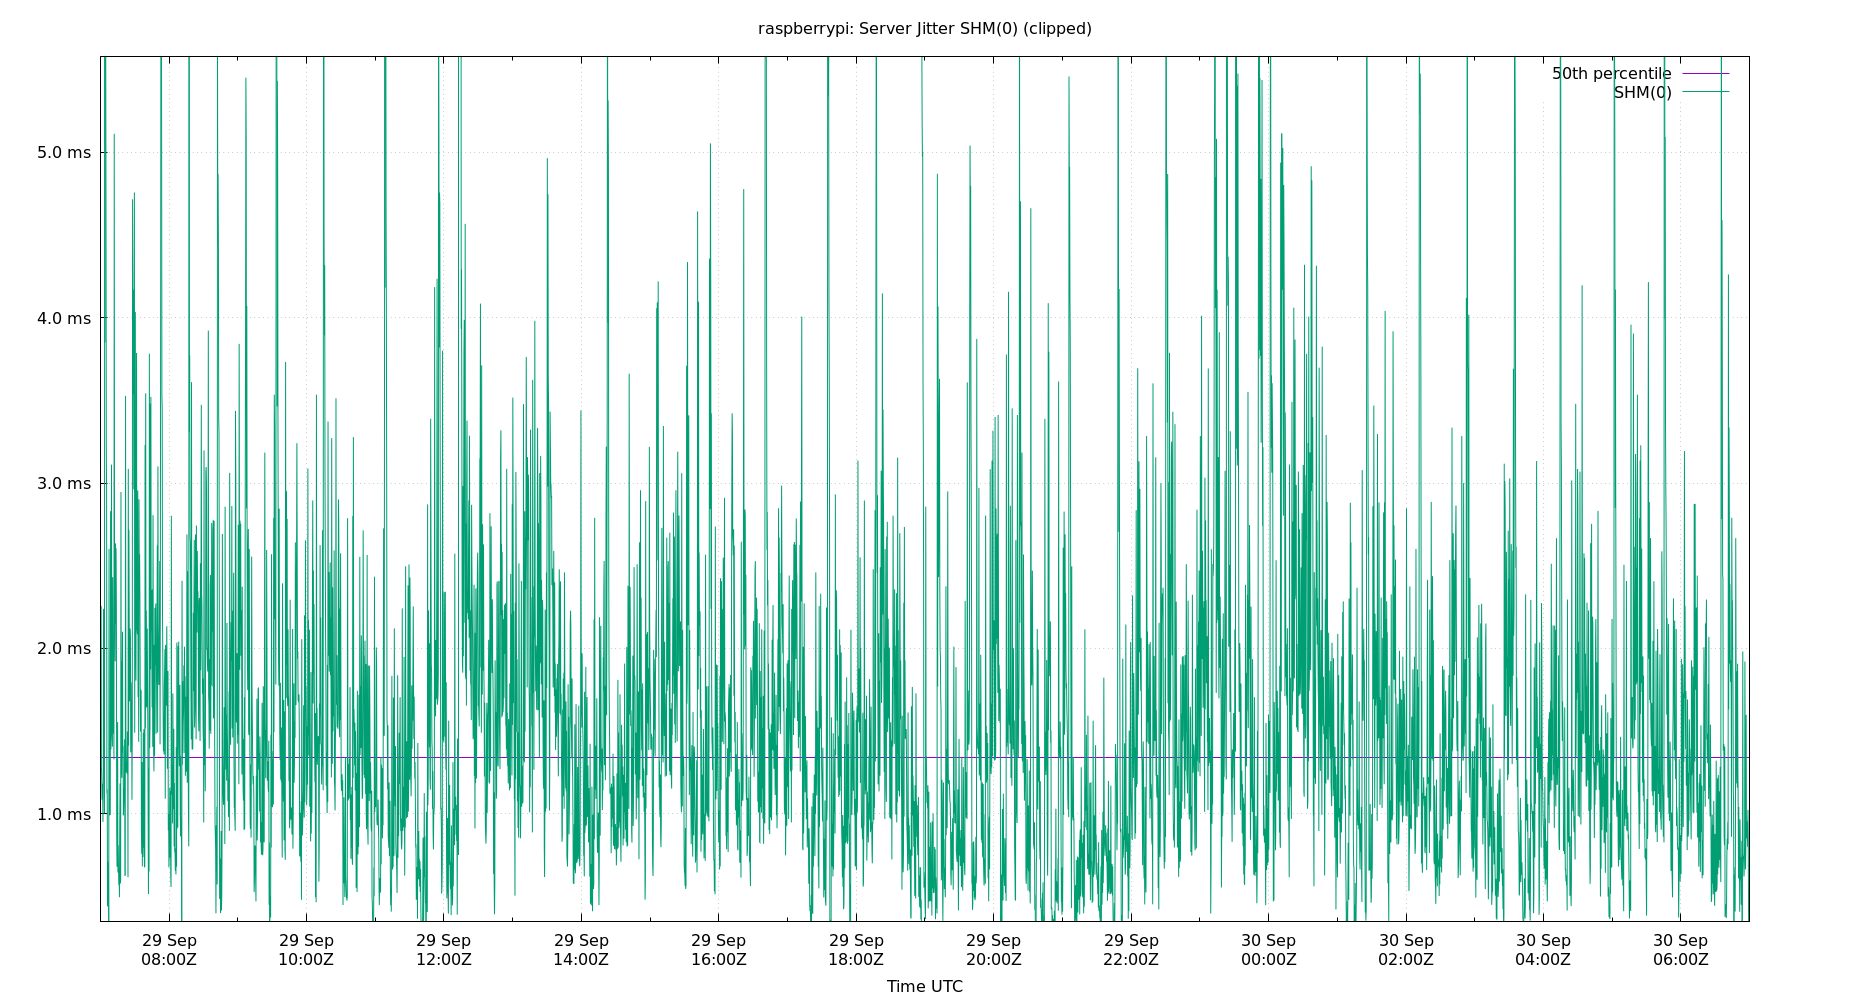 raspberrypi: Server Jitter SHM(0) (clipped)
50th percentile
SHM(0)
5.0 ms
4.0 ms
3.0 ms
2.0 ms
1.0 ms
29 Sep 29 Sep 29 Sep 29 Sep 29 Sep 29 Sep 29 Sep 29 Sep 30 Sep 30 Sep 30 Sep 30 Sep
08:00Z 10:00Z 12:00Z 14:00Z 16:00Z 18:00Z 20:00Z 22:00Z 00:00Z 02:00Z 04:00Z 06:00Z
Time UTC